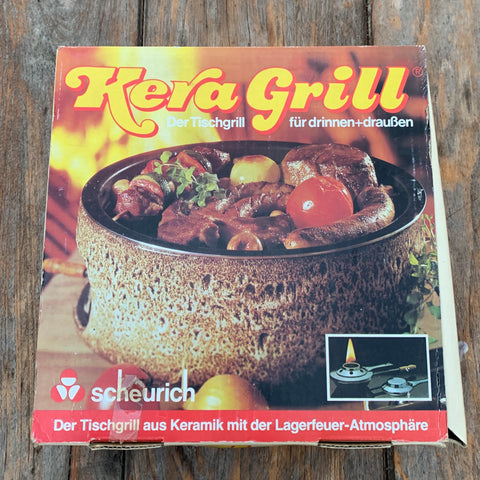 Kera Grill®
Der Tischgrill für drinnen+draußen
scheurich
Der Tischgrill aus Keramik mit der Lagerfeuer-Atmosphäre